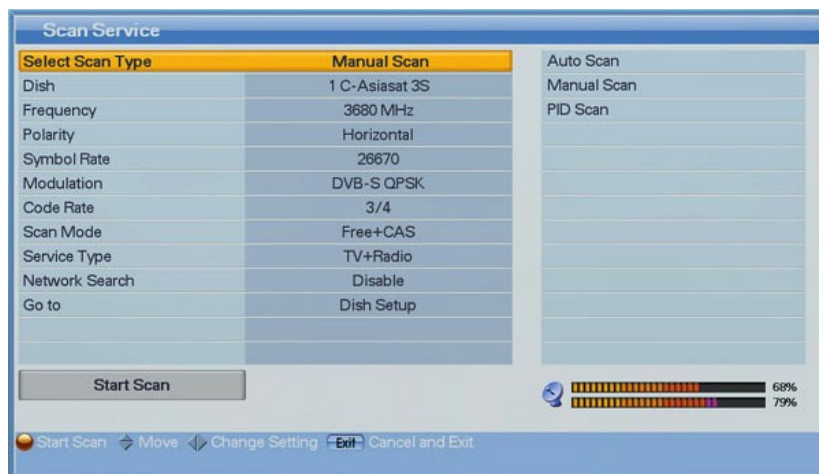 Scan Service
Select Scan Type Manual Scan
Dish 1 C-Asiasat 3S
Frequency 3680 MHz
Polarity Horizontal
Symbol Rate 26670
Modulation DVB-S QPSK
Code Rate 3/4
Scan Mode Free+CAS
Service Type TV+Radio
Network Search Disable
Go to Dish Setup
Auto Scan
Manual Scan
PID Scan
Start Scan
68%
79%
Start Scan Move Change Setting Exit Cancel and Exit